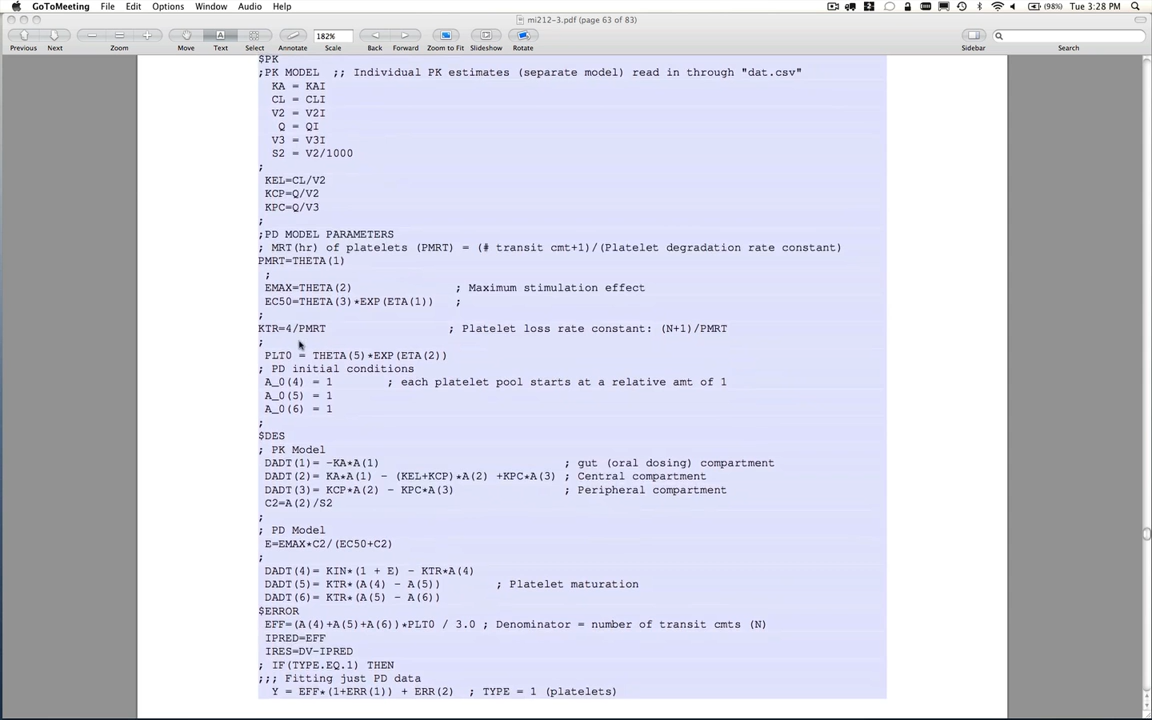 GoToMeeting File Edit Options Window Audio Help (98%) Tue 3:28 PM
mi212-3.pdf (page 63 of 83)
182%
Previous Next Zoom Move Text Select Annotate Scale Back Forward Zoom to Fit Slideshow Rotate Sidebar Search
$PK
;PK MODEL ;; Individual PK estimates (separate model) read in through "dat.csv"
KA = KAI
CL = CLI
V2 = V2I
Q = QI
V3 = V3I
S2 = V2/1000
;
KEL=CL/V2
KCP=Q/V2
KPC=Q/V3
;
;PD MODEL PARAMETERS
; MRT(hr) of platelets (PMRT) = (# transit cmt+1)/(Platelet degradation rate constant)
PMRT=THETA(1)
;
EMAX=THETA(2) ; Maximum stimulation effect
EC50=THETA(3)*EXP(ETA(1)) ;
;
KTR=4/PMRT ; Platelet loss rate constant: (N+1)/PMRT
;
PLT0 = THETA(5)*EXP(ETA(2))
; PD initial conditions
A_0(4) = 1 ; each platelet pool starts at a relative amt of 1
A_0(5) = 1
A_0(6) = 1
;
$DES
; PK Model
DADT(1)= -KA*A(1) ; gut (oral dosing) compartment
DADT(2)= KA*A(1) - (KEL+KCP)*A(2) +KPC*A(3) ; Central compartment
DADT(3)= KCP*A(2) - KPC*A(3) ; Peripheral compartment
C2=A(2)/S2
;
; PD Model
E=EMAX*C2/(EC50+C2)
;
DADT(4)= KIN*(1 + E) - KTR*A(4)
DADT(5)= KTR*(A(4) - A(5)) ; Platelet maturation
DADT(6)= KTR*(A(5) - A(6))
$ERROR
EFF=(A(4)+A(5)+A(6))*PLT0 / 3.0 ; Denominator = number of transit cmts (N)
IPRED=EFF
IRES=DV-IPRED
; IF(TYPE.EQ.1) THEN
;;; Fitting just PD data
Y = EFF*(1+ERR(1)) + ERR(2) ; TYPE = 1 (platelets)